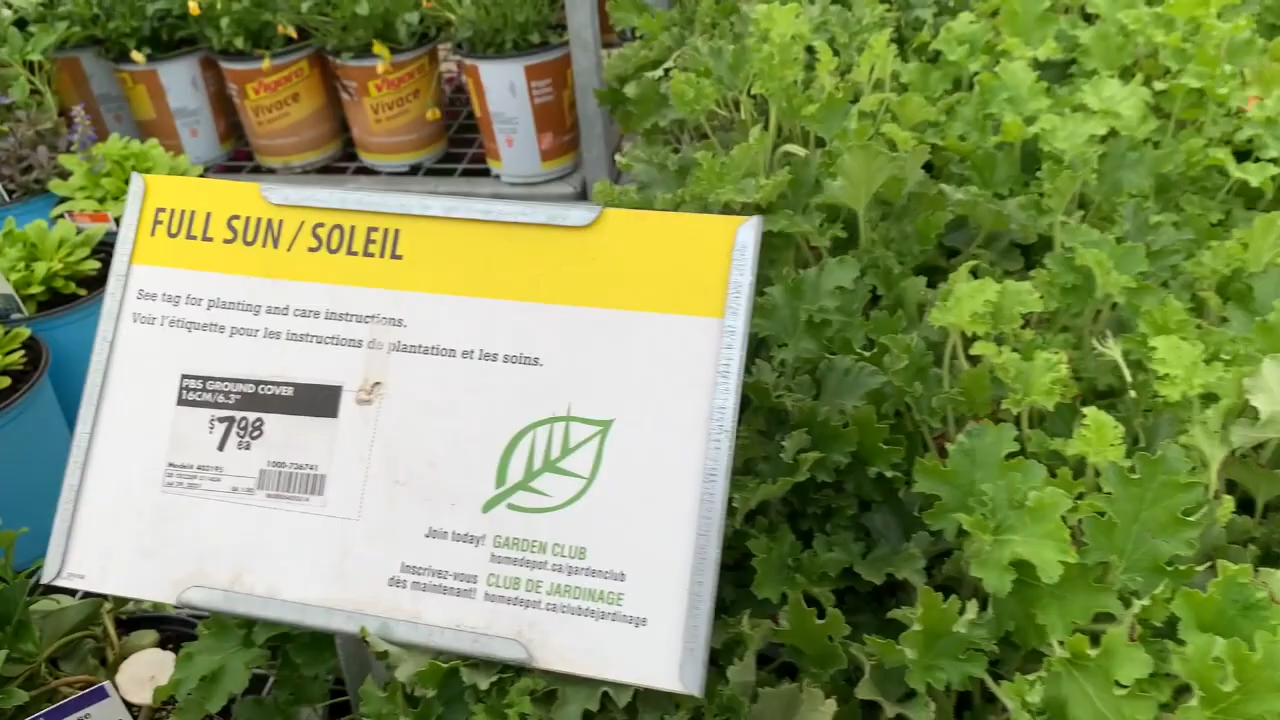 Vigoro
Vivace
Vigoro
Vivace
FULL SUN / SOLEIL
See tag for planting and care instructions.
Voir l'étiquette pour les instructions de plantation et les soins.
PBS GROUND COVER
16CM/6.3"
$798
ea
1000-736741
Join today! GARDEN CLUB
homedepot.ca/gardenclub
Inscrivez-vous CLUB DE JARDINAGE
dès maintenant! homedepot.ca/clubdejardinage